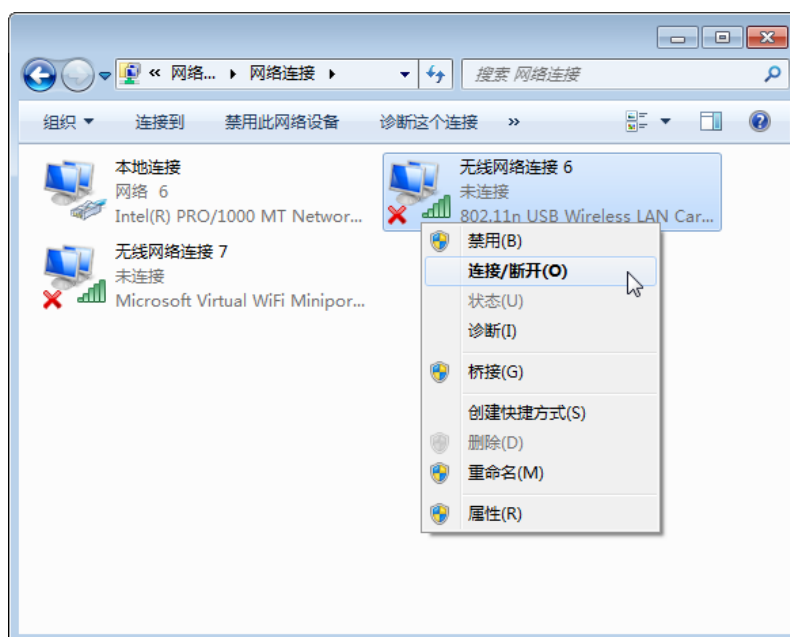 « 网络... ▸ 网络连接 ▸
搜索 网络连接
组织 连接到 禁用此网络设备 诊断这个连接 »
本地连接
网络 6
Intel(R) PRO/1000 MT Networ...
无线网络连接 6
未连接
802.11n USB Wireless LAN Car...
无线网络连接 7
未连接
Microsoft Virtual WiFi Minipor...
禁用(B)
连接/断开(O)
状态(U)
诊断(I)
桥接(G)
创建快捷方式(S)
删除(D)
重命名(M)
属性(R)